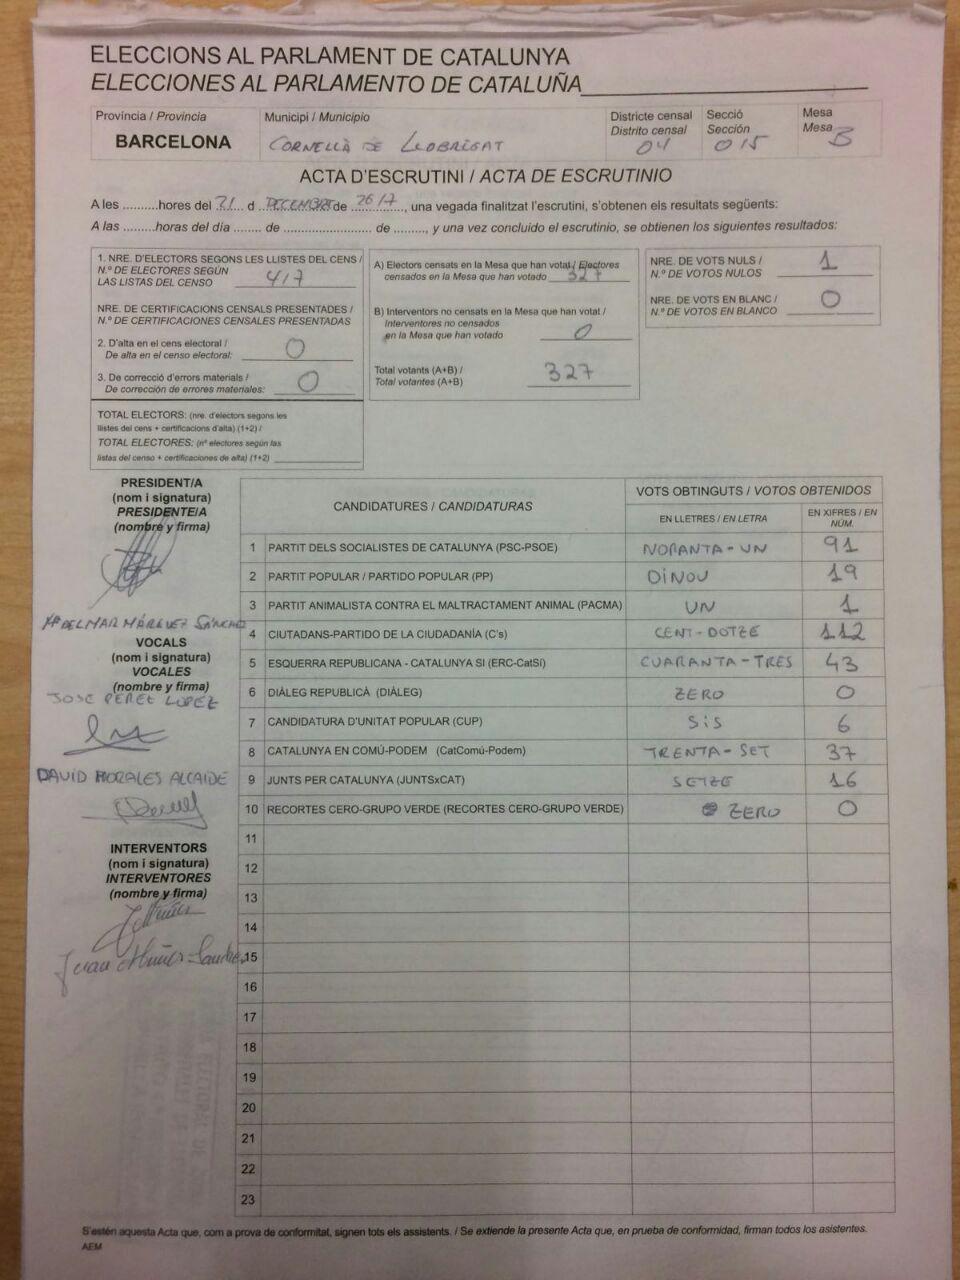 ELECCIONS AL PARLAMENT DE CATALUNYA
ELECCIONES AL PARLAMENTO DE CATALUÑA
Província / Provincia
BARCELONA
Municipi / Municipio
CORNELLÀ DE LLOBREGAT
Districte censal
Distrito censal
04
Secció
Sección
015
Mesa
Mesa
B
ACTA D'ESCRUTINI / ACTA DE ESCRUTINIO
A les ..........hores del 21 d DECEMBRE de 2017, una vegada finalitzat l'escrutini, s'obtenen els resultats següents:
A las .........horas del día ........ de ........................ de ........., y una vez concluido el escrutinio, se obtienen los siguientes resultados:
1. NRE. D'ELECTORS SEGONS LES LLISTES DEL CENS /
N.º DE ELECTORES SEGÚN
LAS LISTAS DEL CENSO 417
NRE. DE CERTIFICACIONS CENSALS PRESENTADES /
N.º DE CERTIFICACIONES CENSALES PRESENTADAS
2. D'alta en el cens electoral /
De alta en el censo electoral: 0
3. De correcció d'errors materials /
De corrección de errores materiales: 0
TOTAL ELECTORS: (nre. d'electors segons les
llistes del cens + certificacions d'alta) (1+2) /
TOTAL ELECTORES: (nº electores según las
listas del censo + certificaciones de alta) (1+2)
A) Electors censats en la Mesa que han votat / Electores
censados en la Mesa que han votado 327
B) Interventors no censats en la Mesa que han votat /
Interventores no censados
en la Mesa que han votado 0
Total votants (A+B) /
Total votantes (A+B) 327
NRE. DE VOTS NULS /
N.º DE VOTOS NULOS 1
NRE. DE VOTS EN BLANC /
N.º DE VOTOS EN BLANCO 0
PRESIDENT/A
(nom i signatura)
PRESIDENTE/A
(nombre y firma)
Mª DEL MAR MÁRQUEZ SÁNCHEZ
VOCALS
(nom i signatura)
VOCALES
(nombre y firma)
JOSE PEREZ LOPEZ
DAVID MORALES ALCAIDE
INTERVENTORS
(nom i signatura)
INTERVENTORES
(nombre y firma)
CANDIDATURES / CANDIDATURAS
VOTS OBTINGUTS / VOTOS OBTENIDOS
EN LLETRES / EN LETRA
EN XIFRES / EN NÚM.
1 PARTIT DELS SOCIALISTES DE CATALUNYA (PSC-PSOE) NORANTA-UN 91
2 PARTIT POPULAR / PARTIDO POPULAR (PP) DINOU 19
3 PARTIT ANIMALISTA CONTRA EL MALTRACTAMENT ANIMAL (PACMA) UN 1
4 CIUTADANS-PARTIDO DE LA CIUDADANÍA (C's) CENT-DOTZE 112
5 ESQUERRA REPUBLICANA - CATALUNYA SI (ERC-CatSí) CUARANTA-TRES 43
6 DIÀLEG REPUBLICÀ (DIÀLEG) ZERO 0
7 CANDIDATURA D'UNITAT POPULAR (CUP) SIS 6
8 CATALUNYA EN COMÚ-PODEM (CatComú-Podem) TRENTA-SET 37
9 JUNTS PER CATALUNYA (JUNTSxCAT) SETZE 16
10 RECORTES CERO-GRUPO VERDE (RECORTES CERO-GRUPO VERDE) ZERO 0
11
12
13
14
15
16
17
18
19
20
21
22
23
S'estén aquesta Acta que, com a prova de conformitat, signen tots els assistents. / Se extiende la presente Acta que, en prueba de conformidad, firman todos los asistentes.
AEM